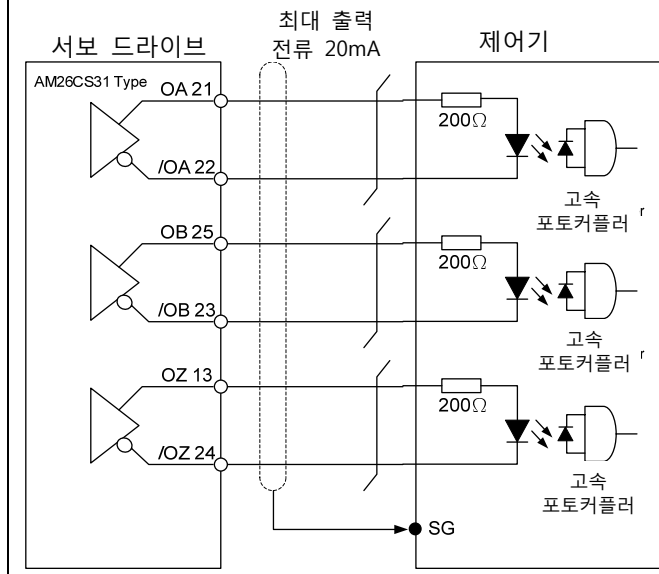 최대 출력
전류 20mA
서보 드라이브
제어기
AM26CS31 Type
OA 21
200Ω
/OA 22
고속
포토커플러 r
OB 25
200Ω
/OB 23
고속
포토커플러 r
OZ 13
200Ω
/OZ 24
고속
포토커플러
SG